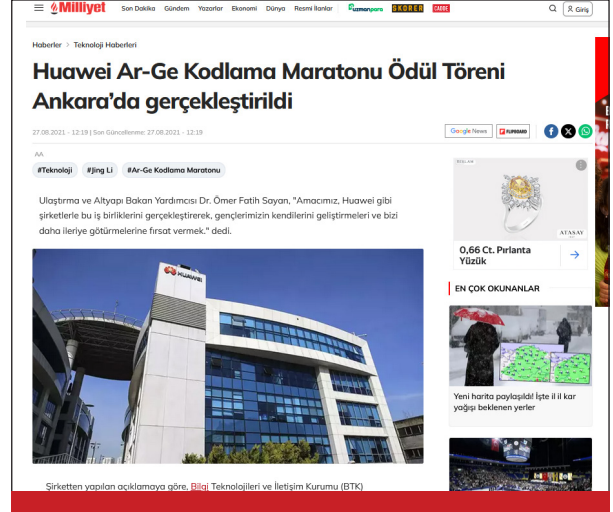 Milliyet
Son Dakika Gündem Yazarlar Ekonomi Dünya Resmi İlanlar uzmanpara SKORER CADDE
Giriş
Haberler > Teknoloji Haberleri
Huawei Ar-Ge Kodlama Maratonu Ödül Töreni
Ankara’da gerçekleştirildi
27.08.2021 - 12:19 | Son Güncellenme: 27.08.2021 - 12:19
Google News FLIPBOARD
AA
#Teknoloji #Jing Li #Ar-Ge Kodlama Maratonu
Ulaştırma ve Altyapı Bakan Yardımcısı Dr. Ömer Fatih Sayan, "Amacımız, Huawei gibi
şirketlerle bu iş birliklerini gerçekleştirerek, gençlerimizin kendilerini geliştirmeleri ve bizi
daha ileriye götürmelerine fırsat vermek." dedi.
HUAWEI
Şirketten yapılan açıklamaya göre, Bilgi Teknolojileri ve İletişim Kurumu (BTK)
REKLAM
ATASAY
0,66 Ct. Pırlanta
Yüzük
EN ÇOK OKUNANLAR
Yeni harita paylaşıldı! İşte il il kar
yağışı beklenen yerler